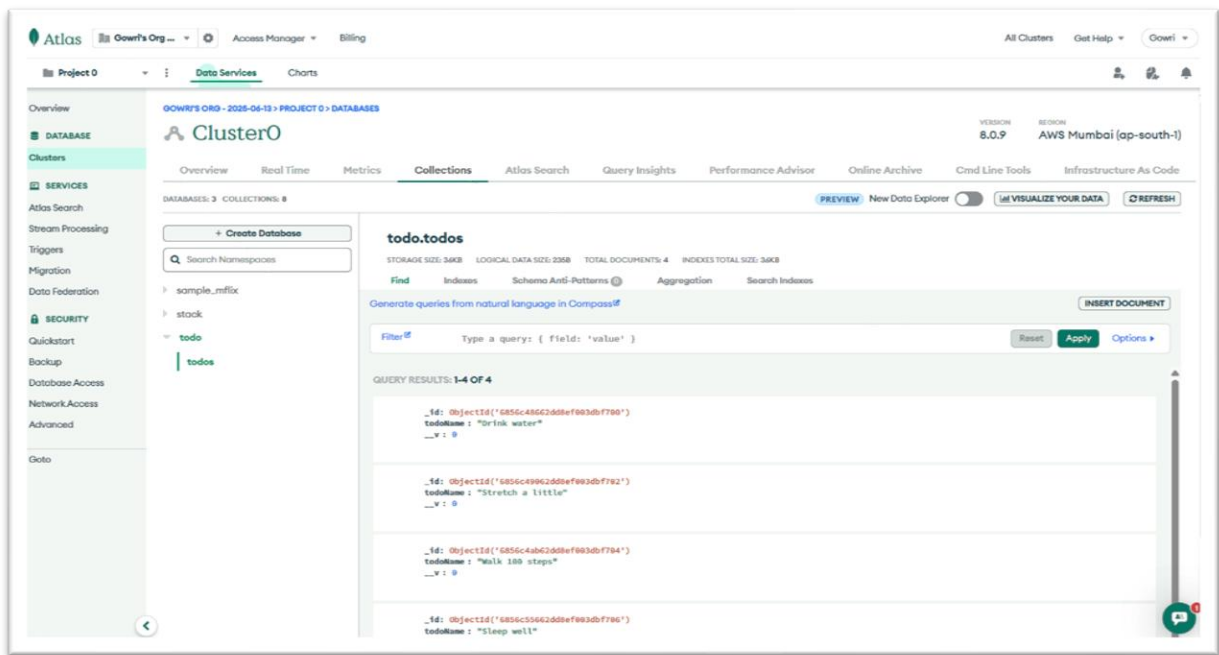 Atlas Gowri's Org ... Access Manager Billing All Clusters Get Help Gowri
Project 0 Data Services Charts
Overview
DATABASE
Clusters
SERVICES
Atlas Search
Stream Processing
Triggers
Migration
Data Federation
SECURITY
Quickstart
Backup
Database Access
Network Access
Advanced
Goto
GOWRI'S ORG - 2025-06-13 > PROJECT 0 > DATABASES
Cluster0
VERSION
8.0.9
REGION
AWS Mumbai (ap-south-1)
Overview Real Time Metrics Collections Atlas Search Query Insights Performance Advisor Online Archive Cmd Line Tools Infrastructure As Code
DATABASES: 3 COLLECTIONS: 8 PREVIEW New Data Explorer VISUALIZE YOUR DATA REFRESH
+ Create Database
Search Namespaces
sample_mflix
stack
todo
todos
todo.todos
STORAGE SIZE: 36KB LOGICAL DATA SIZE: 235B TOTAL DOCUMENTS: 4 INDEXES TOTAL SIZE: 36KB
Find Indexes Schema Anti-Patterns 0 Aggregation Search Indexes
Generate queries from natural language in Compass INSERT DOCUMENT
Filter Type a query: { field: 'value' } Reset Apply Options
QUERY RESULTS: 1-4 OF 4
_id: ObjectId('6856c48662dd8ef003dbf700')
todoName : "Drink water"
__v : 0
_id: ObjectId('6856c49062dd8ef003dbf702')
todoName : "Stretch a little"
__v : 0
_id: ObjectId('6856c4ab62dd8ef003dbf704')
todoName : "Walk 100 steps"
__v : 0
_id: ObjectId('6856c55662dd8ef003dbf706')
todoName : "Sleep well"